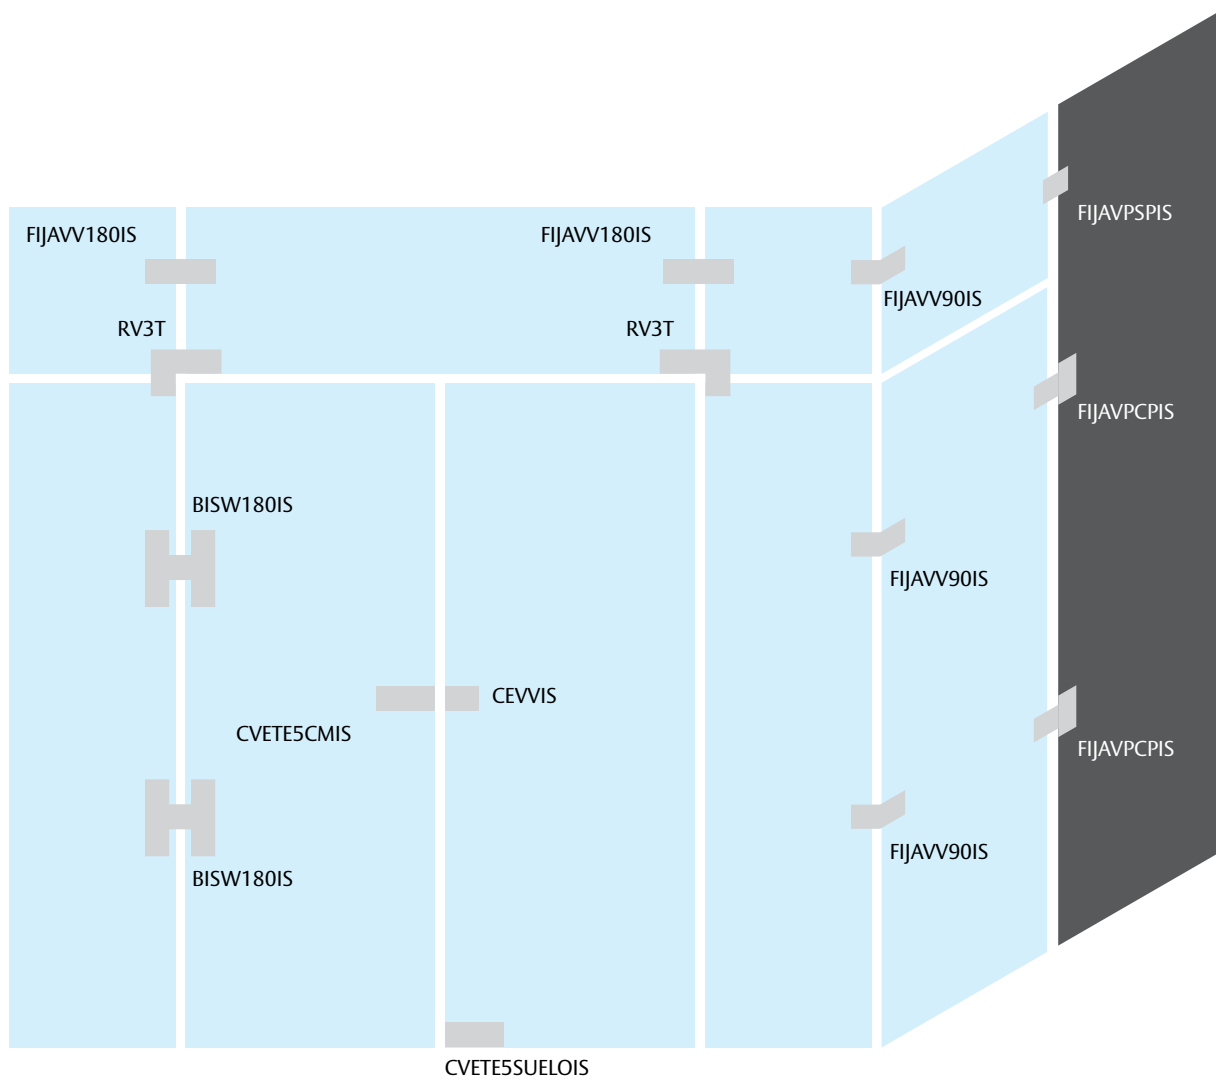 FIJAVPSPIS
FIJAVV180IS
FIJAVV180IS
FIJAVV90IS
RV3T
RV3T
FIJAVPCPIS
BISW180IS
FIJAVV90IS
CEVVIS
CVETE5CMIS
FIJAVPCPIS
FIJAVV90IS
BISW180IS
CVETE5SUELOIS